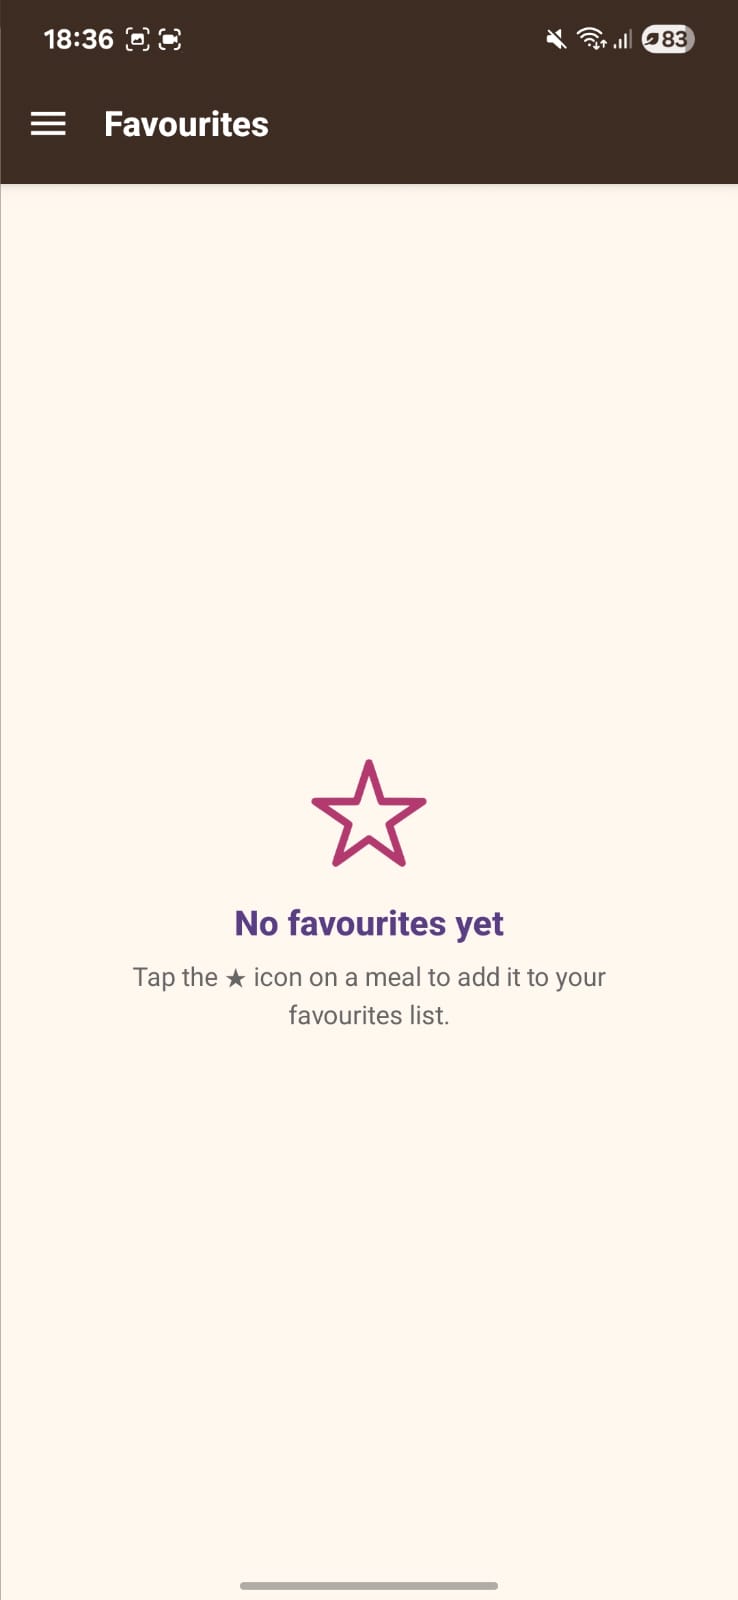 18:36
83
Favourites
No favourites yet
Tap the ★ icon on a meal to add it to your
favourites list.